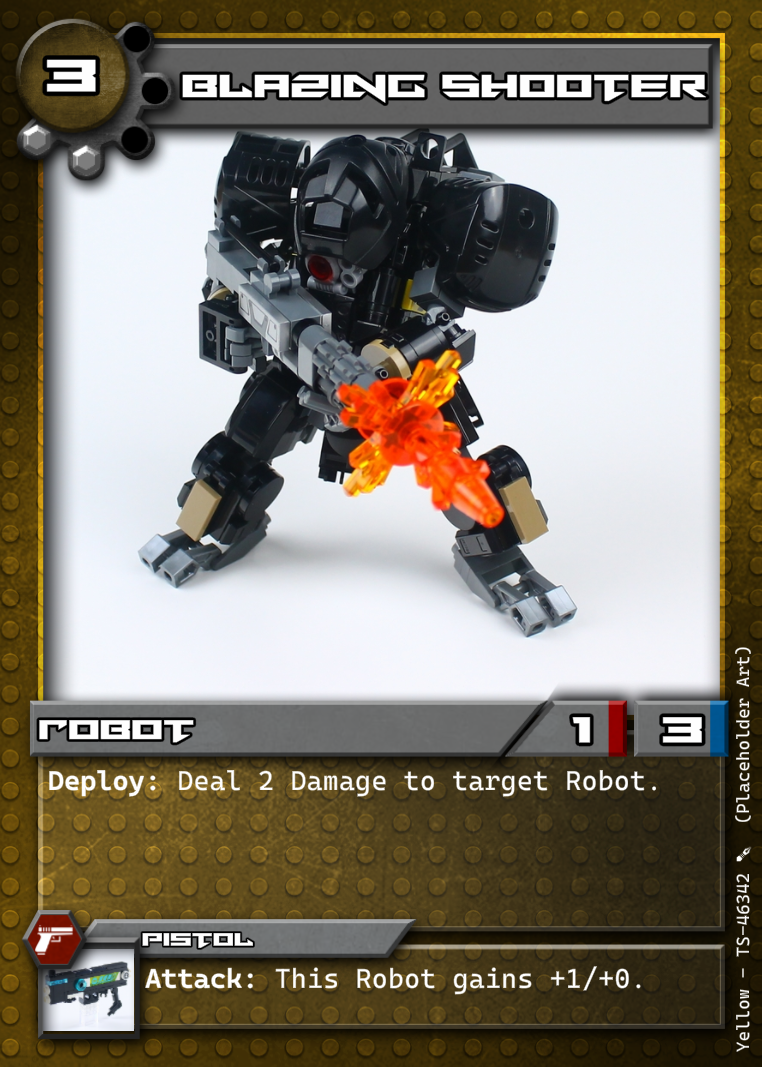 3
BLAZING SHOOTER
ROBOT
1
3
Deploy: Deal 2 Damage to target Robot.
PISTOL
Attack: This Robot gains +1/+0.
Yellow - TS-46342 ✒ (Placeholder Art)